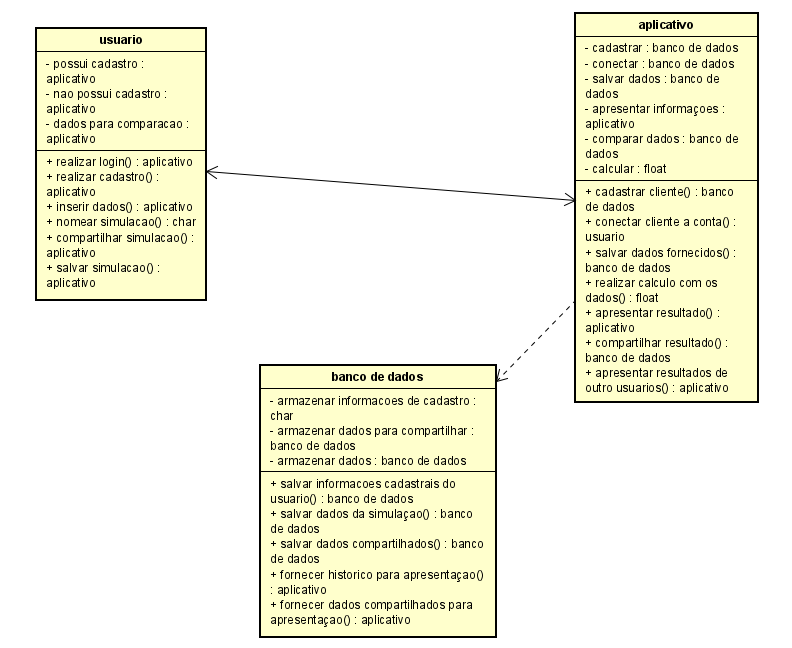 usuario
- possui cadastro :
aplicativo
- nao possui cadastro :
aplicativo
- dados para comparacao :
aplicativo
+ realizar login() : aplicativo
+ realizar cadastro() :
aplicativo
+ inserir dados() : aplicativo
+ nomear simulacao() : char
+ compartilhar simulacao() :
aplicativo
+ salvar simulacao() :
aplicativo
aplicativo
- cadastrar : banco de dados
- conectar : banco de dados
- salvar dados : banco de
dados
- apresentar informaçoes :
aplicativo
- comparar dados : banco de
dados
- calcular : float
+ cadastrar cliente() : banco
de dados
+ conectar cliente a conta() :
usuario
+ salvar dados fornecidos() :
banco de dados
+ realizar calculo com os
dados() : float
+ apresentar resultado() :
aplicativo
+ compartilhar resultado() :
banco de dados
+ apresentar resultados de
outro usuarios() : aplicativo
banco de dados
- armazenar informacoes de cadastro :
char
- armazenar dados para compartilhar :
banco de dados
- armazenar dados : banco de dados
+ salvar informacoes cadastrais do
usuario() : banco de dados
+ salvar dados da simulaçao() : banco
de dados
+ salvar dados compartilhados() : banco
de dados
+ fornecer historico para apresentaçao()
: aplicativo
+ fornecer dados compartilhados para
apresentaçao() : aplicativo